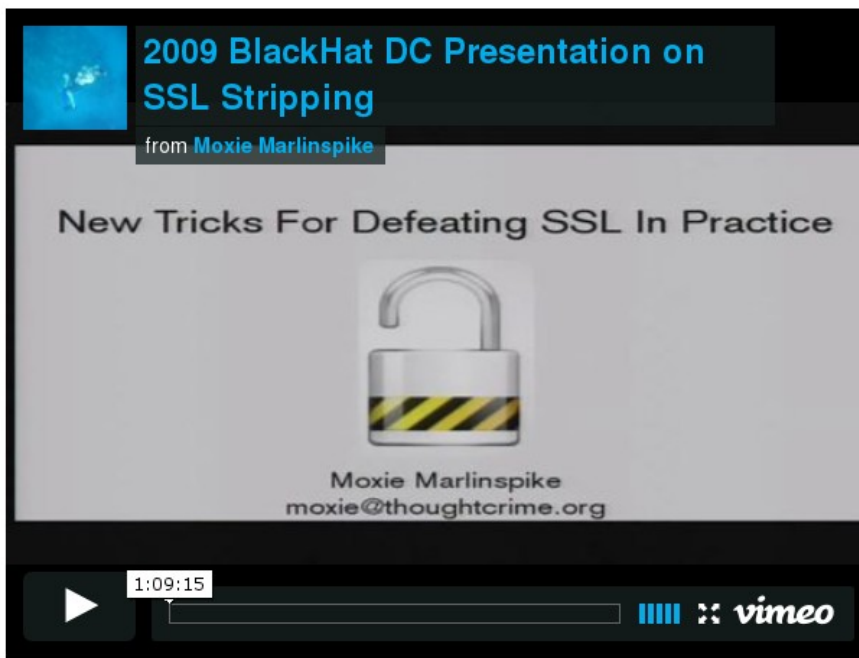 2009 BlackHat DC Presentation on
SSL Stripping
from Moxie Marlinspike
New Tricks For Defeating SSL In Practice
Moxie Marlinspike
moxie@thoughtcrime.org
1:09:15
vimeo